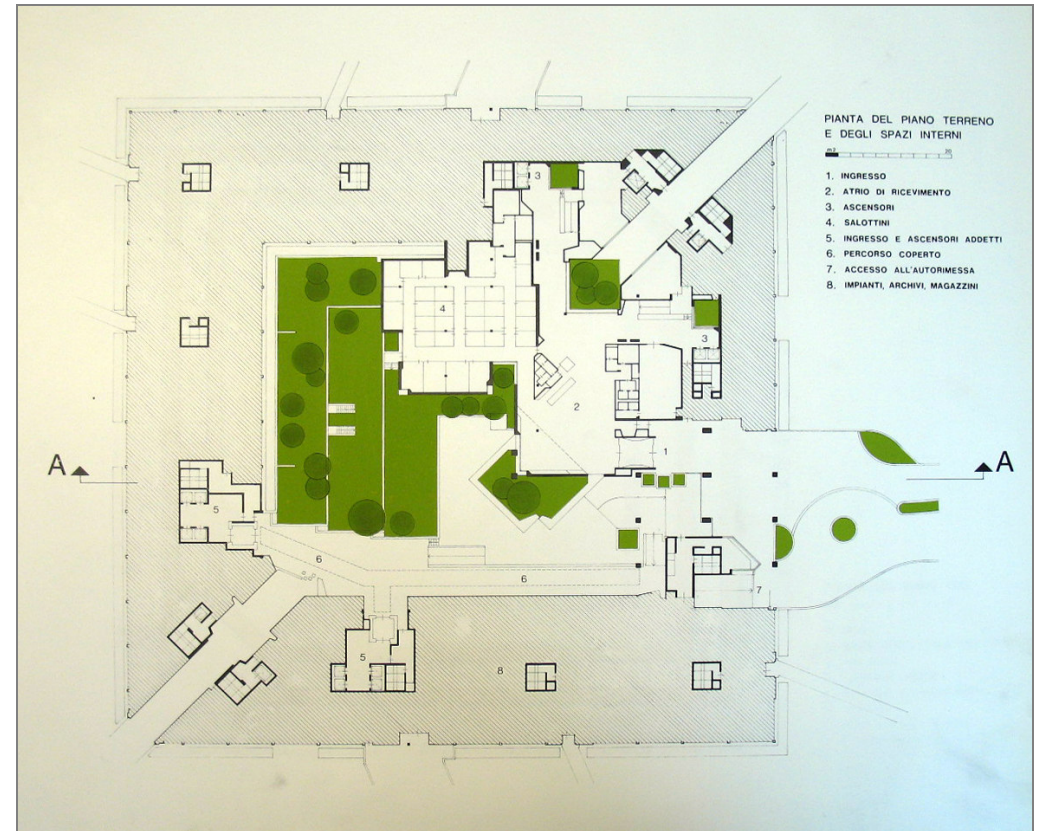 PIANTA DEL PIANO TERRENO
E DEGLI SPAZI INTERNI
m 2 20
1. INGRESSO
2. ATRIO DI RICEVIMENTO
3. ASCENSORI
4. SALOTTINI
5. INGRESSO E ASCENSORI ADDETTI
6. PERCORSO COPERTO
7. ACCESSO ALL'AUTORIMESSA
8. IMPIANTI, ARCHIVI, MAGAZZINI
3
4
3
2
1
A
A
5
6
6
7
5
8